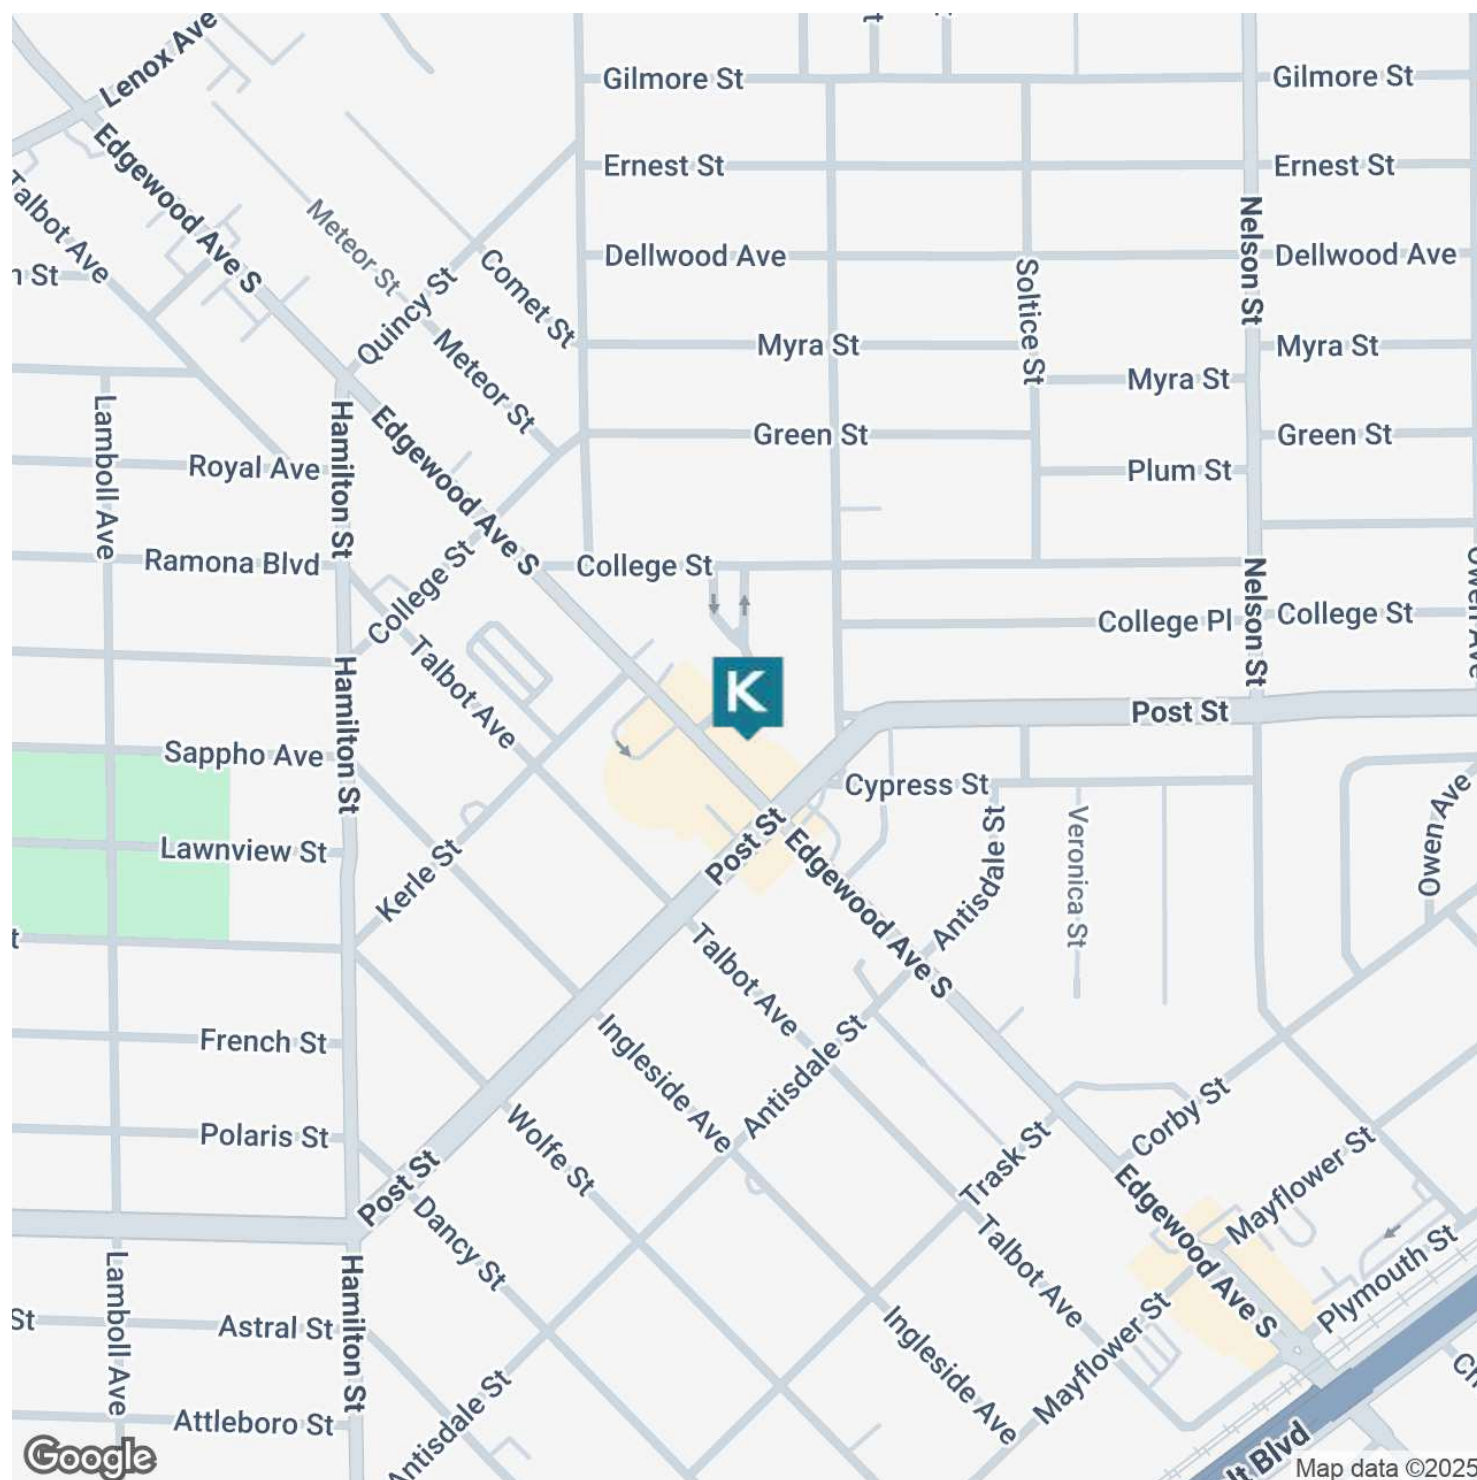 Lenox Ave
Gilmore St
Gilmore St
Edgewood Ave S
Ernest St
Ernest St
Talbot Ave
Meteor St
Nelson St
Dellwood Ave
Dellwood Ave
Comet St
Soltice St
Quincy St
Myra St
Myra St
Meteor St
Myra St
Lamboll Ave
Hamilton St
Edgewood Ave S
Green St
Green St
Royal Ave
Plum St
Ramona Blvd
College St
College St
Nelson St
Owen Ave
College Pl
College St
Talbot Ave
Hamilton St
K
Post St
Sappho Ave
Cypress St
Owen Ave
Antisdale St
Veronica St
Lawnview St
Post St
Edgewood Ave S
Kerle St
Antisdale St
Talbot Ave
French St
Ingleside Ave
Antisdale St
Corby St
Polaris St
Wolfe St
Trask St
Mayflower St
Post St
Edgewood Ave S
Dancy St
Talbot Ave
Plymouth St
Lamboll Ave
Hamilton St
Astral St
Ingleside Ave
Mayflower St
Attleboro St
Antisdale St
Blvd
Google
Map data ©2025